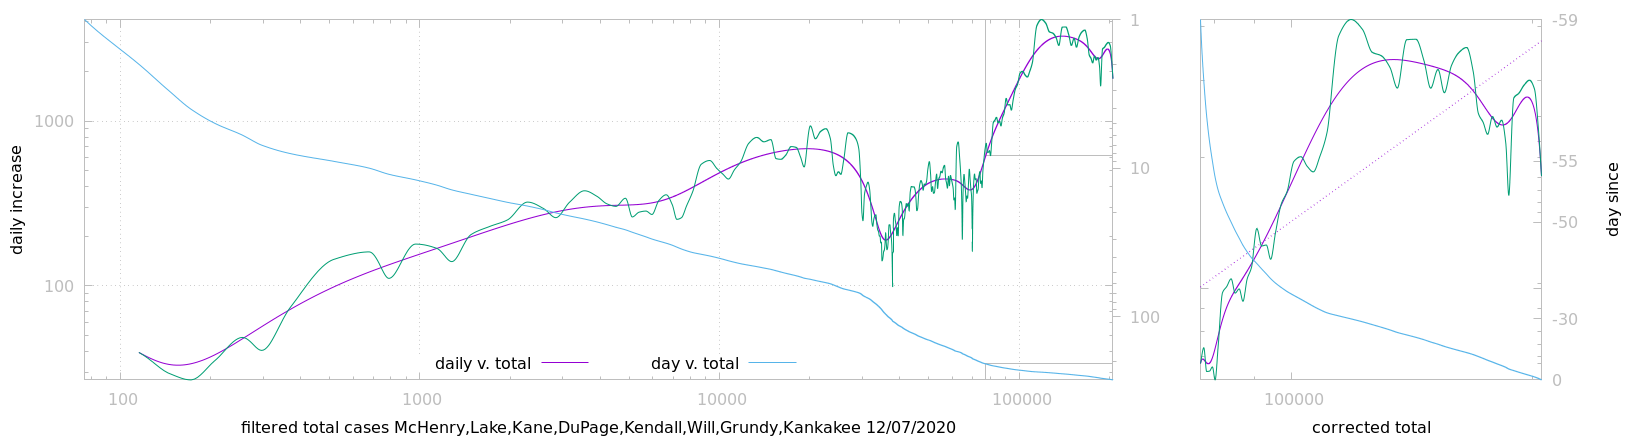 daily increase
1000
100
100
1000
10000
100000
1
10
100
daily v. total
day v. total
filtered total cases McHenry,Lake,Kane,DuPage,Kendall,Will,Grundy,Kankakee 12/07/2020
-59
-55
-50
-30
0
day since
100000
corrected total